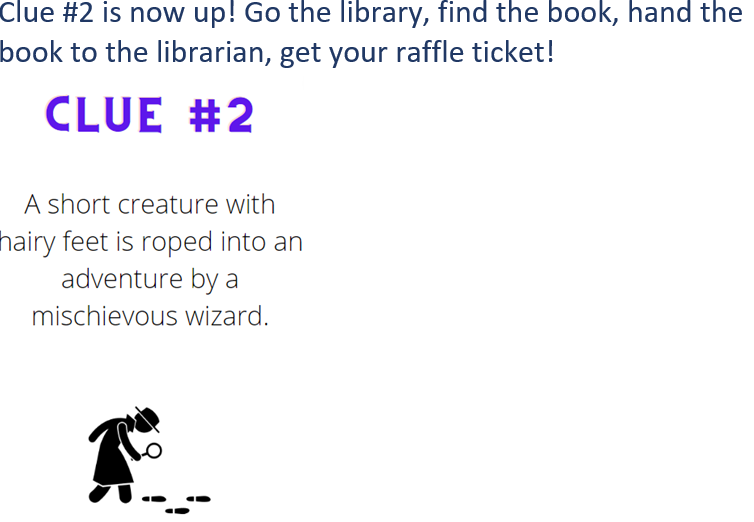 Clue #2 is now up! Go the library, find the book, hand the
book to the librarian, get your raffle ticket!
CLUE #2
A short creature with
hairy feet is roped into an
adventure by a
mischievous wizard.